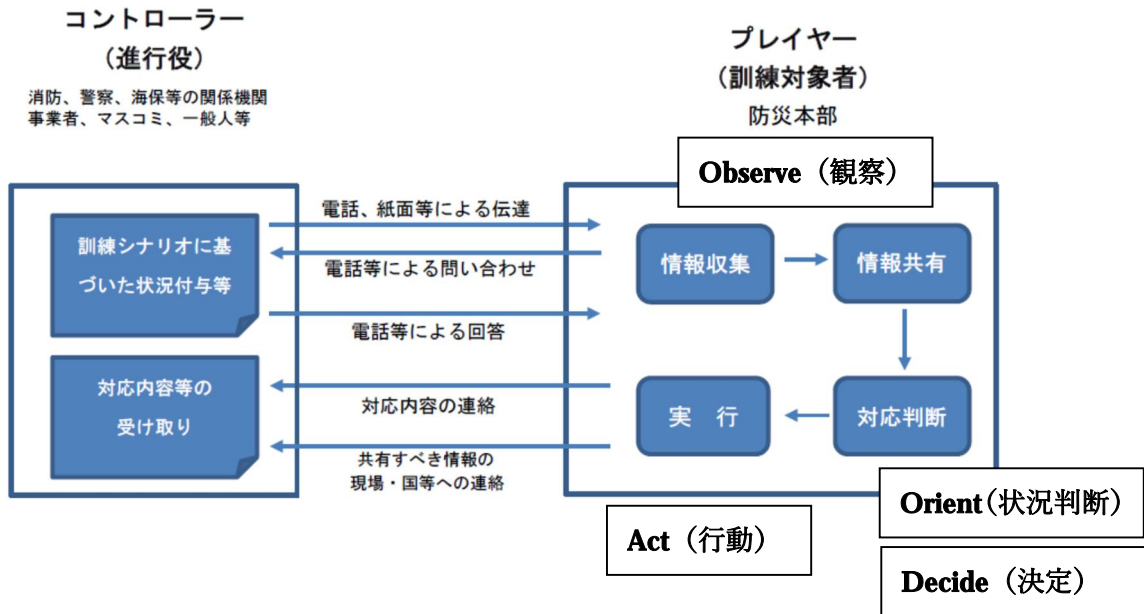 コントローラー
（進行役）
消防、警察、海保等の関係機関
事業者、マスコミ、一般人等
プレイヤー
（訓練対象者）
防災本部
Observe（観察）
訓練シナリオに基
づいた状況付与等
対応内容等の
受け取り
電話、紙面等による伝達
電話等による問い合わせ
電話等による回答
対応内容の連絡
共有すべき情報の
現場・国等への連絡
情報収集
情報共有
実　行
対応判断
Orient（状況判断）
Act（行動）
Decide（決定）